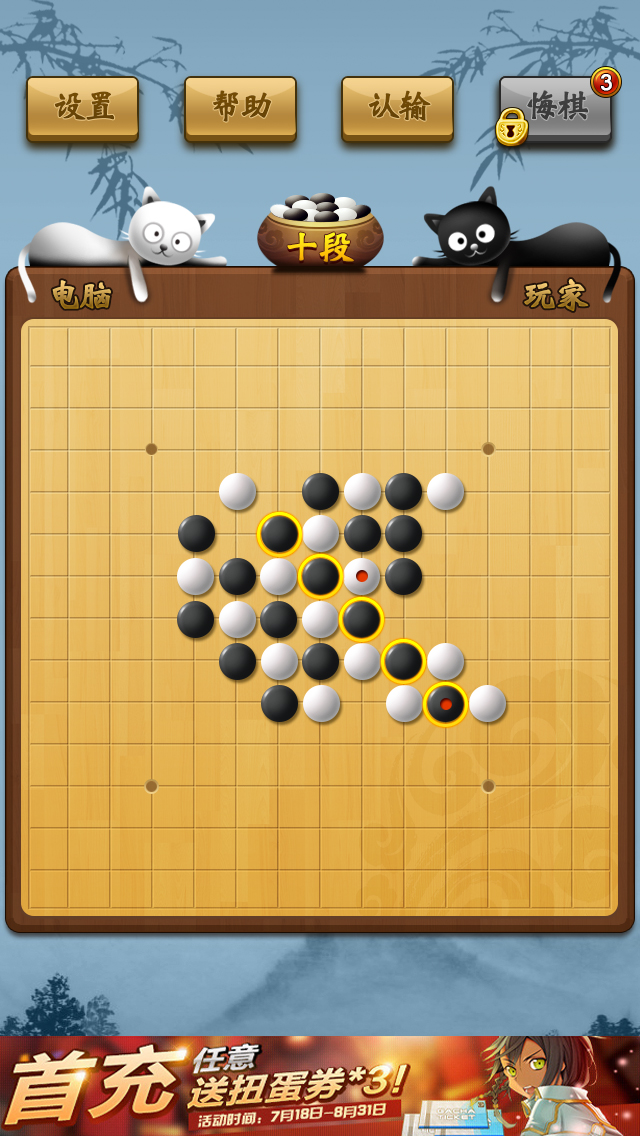 设置
帮助
认输
悔棋
3
十段
电脑
玩家
首充
任意
送扭蛋券*3!
活动时间：7月18日-8月31日
GACHA
TICKET